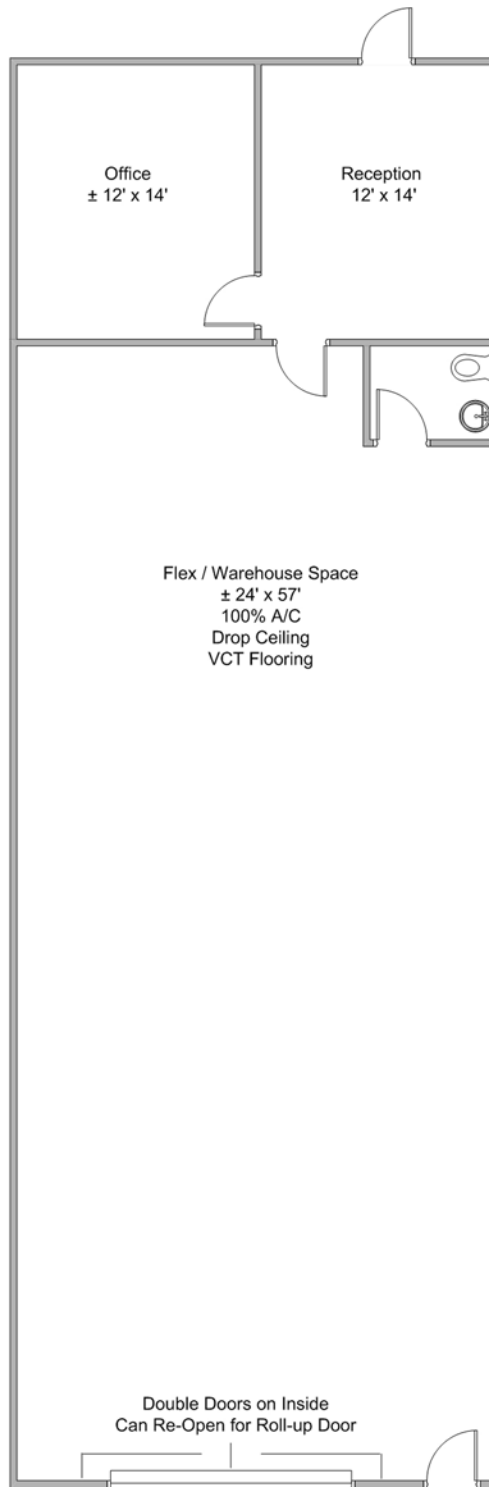 Office
± 12' x 14'
Reception
12' x 14'
Flex / Warehouse Space
± 24' x 57'
100% A/C
Drop Ceiling
VCT Flooring
Double Doors on Inside
Can Re-Open for Roll-up Door